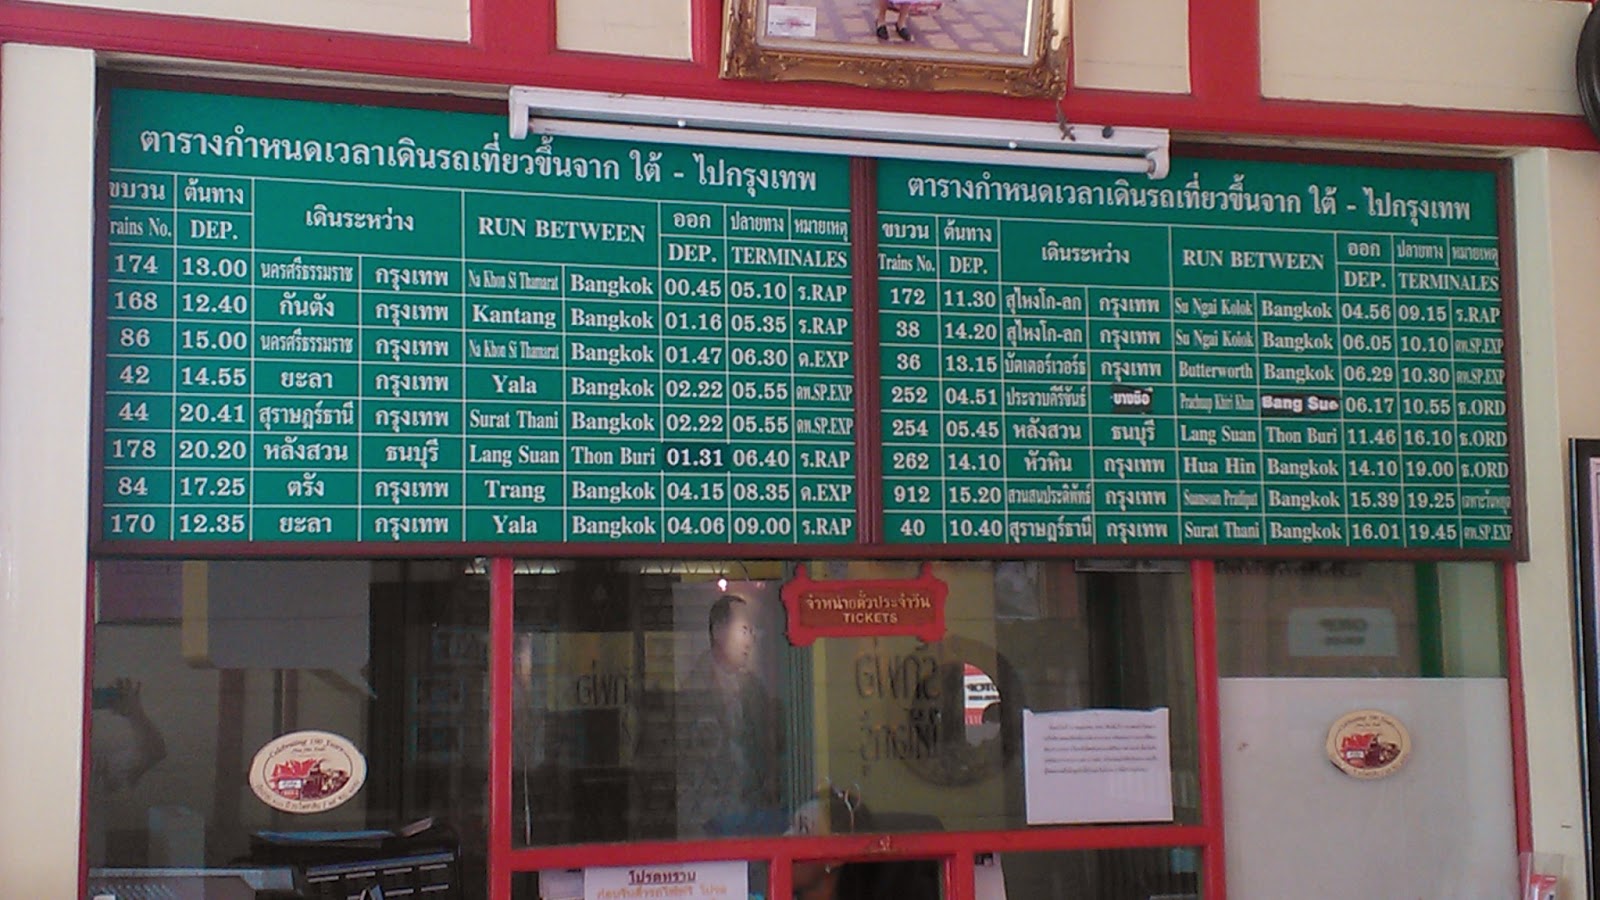 ตารางกำหนดเวลาเดินรถเที่ยวขึ้นจาก ใต้ - ไปกรุงเทพ
ขบวน ต้นทาง เดินระหว่าง RUN BETWEEN ออก ปลายทาง หมายเหตุ
rains No. DEP. DEP. TERMINALES
174 13.00 นครศรีธรรมราช กรุงเทพ Na Khon Si Thamarat Bangkok 00.45 05.10 ร.RAP
168 12.40 กันตัง กรุงเทพ Kantang Bangkok 01.16 05.35 ร.RAP
86 15.00 นครศรีธรรมราช กรุงเทพ Na Khon Si Thamarat Bangkok 01.47 06.30 ด.EXP
42 14.55 ยะลา กรุงเทพ Yala Bangkok 02.22 05.55 ดพ.SP.EXP
44 20.41 สุราษฎร์ธานี กรุงเทพ Surat Thani Bangkok 02.22 05.55 ดพ.SP.EXP
178 20.20 หลังสวน ธนบุรี Lang Suan Thon Buri 01.31 06.40 ร.RAP
84 17.25 ตรัง กรุงเทพ Trang Bangkok 04.15 08.35 ด.EXP
170 12.35 ยะลา กรุงเทพ Yala Bangkok 04.06 09.00 ร.RAP
ตารางกำหนดเวลาเดินรถเที่ยวขึ้นจาก ใต้ - ไปกรุงเทพ
ขบวน ต้นทาง เดินระหว่าง RUN BETWEEN ออก ปลายทาง หมายเหตุ
Trains No. DEP. DEP. TERMINALES
172 11.30 สุไหงโก-ลก กรุงเทพ Su Ngai Kolok Bangkok 04.56 09.15 ร.RAP
38 14.20 สุไหงโก-ลก กรุงเทพ Su Ngai Kolok Bangkok 06.05 10.10 ดพ.SP.EXP
36 13.15 บัตเตอร์เวอร์ธ กรุงเทพ Butterworth Bangkok 06.29 10.30 ดพ.SP.EXP
252 04.51 ประจวบคีรีขันธ์ บางซื่อ Prachuap Khiri Khan Bang Sue 06.17 10.55 ธ.ORD
254 05.45 หลังสวน ธนบุรี Lang Suan Thon Buri 11.46 16.10 ธ.ORD
262 14.10 หัวหิน กรุงเทพ Hua Hin Bangkok 14.10 19.00 ธ.ORD
912 15.20 สวนสนประดิพัทธ์ กรุงเทพ Suanson Pradipat Bangkok 15.39 19.25
40 10.40 สุราษฎร์ธานี กรุงเทพ Surat Thani Bangkok 16.01 19.45 ดพ.SP.EXP
จำหน่ายตั๋วประจำวัน
TICKETS
Celebrating 100 Years
โปรดทราบ